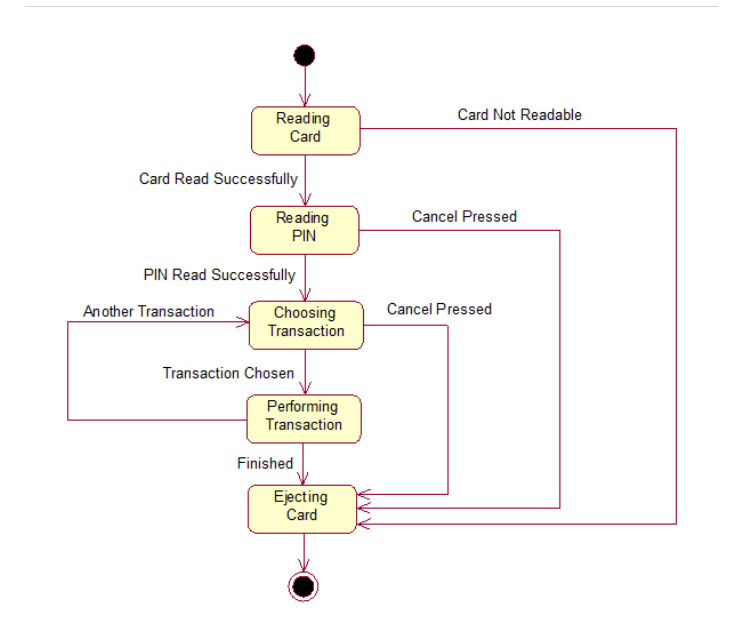 Reading
Card
Card Not Readable
Card Read Successfully
Reading
PIN
Cancel Pressed
PIN Read Successfully
Another Transaction
Choosing
Transaction
Cancel Pressed
Transaction Chosen
Performing
Transaction
Finished
Ejecting
Card